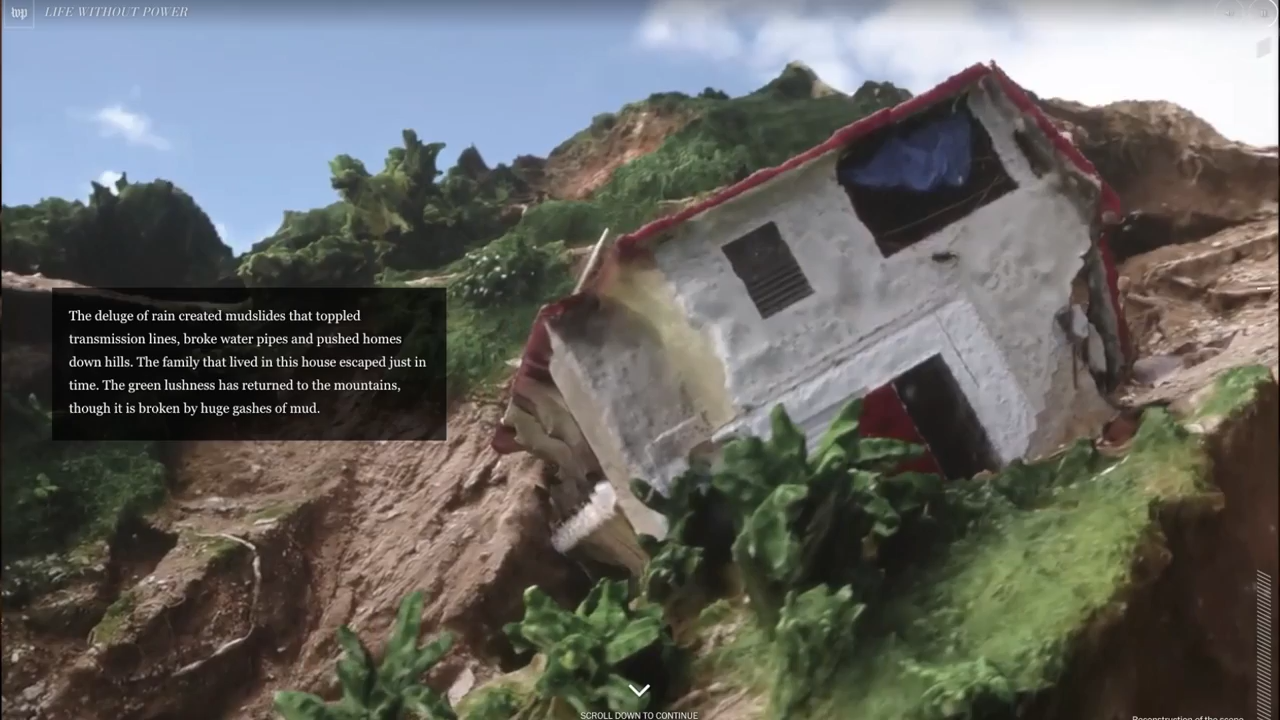 wp
LIFE WITHOUT POWER
The deluge of rain created mudslides that toppled
transmission lines, broke water pipes and pushed homes
down hills. The family that lived in this house escaped just in
time. The green lushness has returned to the mountains,
though it is broken by huge gashes of mud.
SCROLL DOWN TO CONTINUE
Reconstruction of the scene